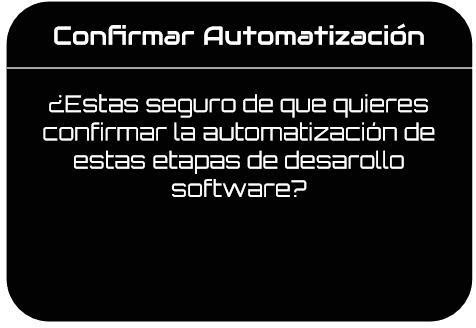 Confirmar Automatización
¿Estas seguro de que quieres
confirmar la automatización de
estas etapas de desarollo
software?